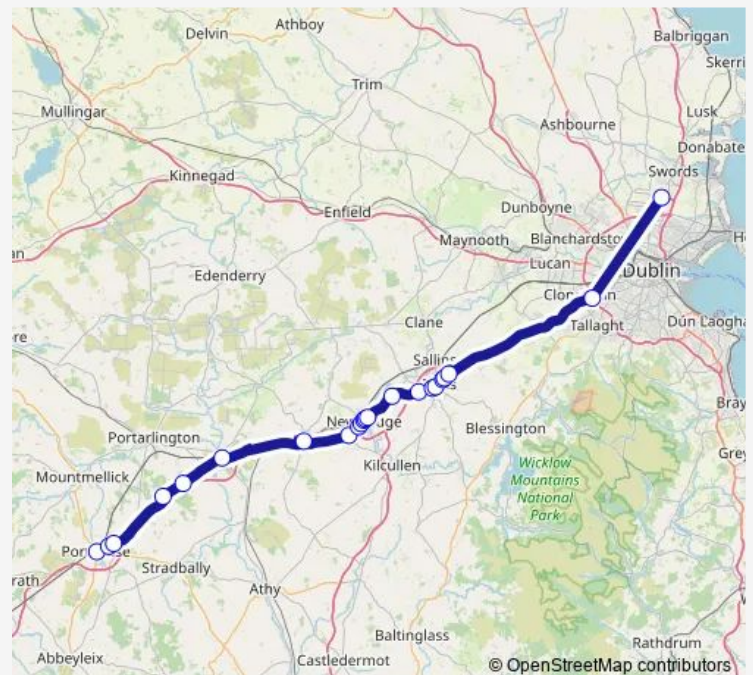 Delvin
Athboy
Balbriggan
Skerri
Trim
Mullingar
Ashbourne
Lusk
Donabate
Kinnegad
Swords
Enfield
Dunboyne
Maynooth
Blanchardsto
Lucan
Dublin
Edenderry
Clon
Tallaght
Dún Laogha
Clane
Sallins
Bray
Portarlington
Blessington
Kilcullen
Mountmellick
Wicklow
Mountains
National
Park
Grey
Stradbally
rath
Athy
Baltinglass
Rathdrum
Abbeyleix
Castledermot
© OpenStreetMap contributors